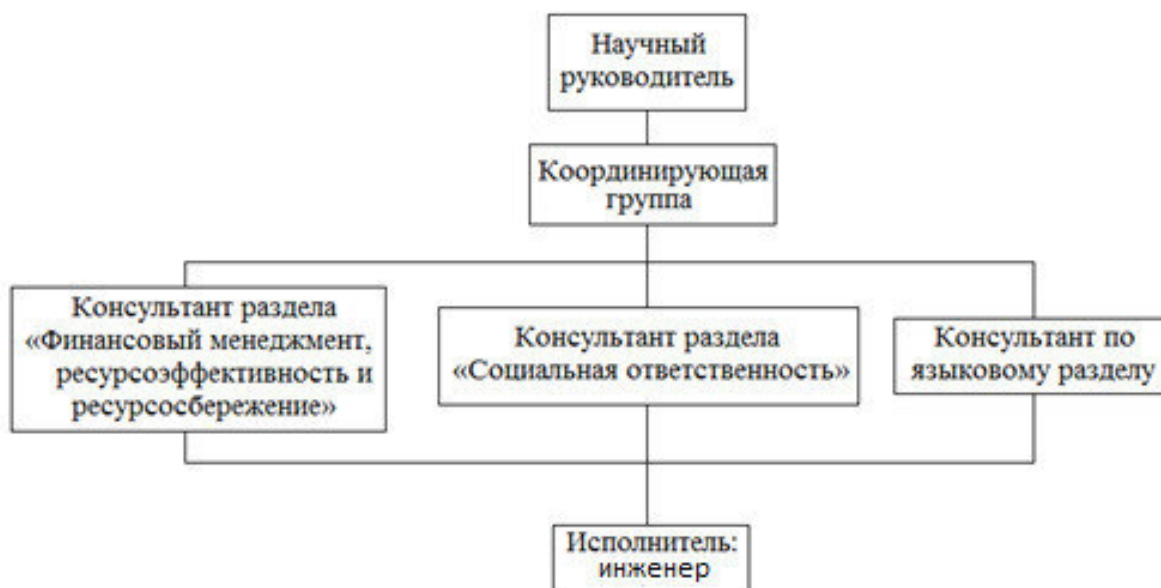 Научный
руководитель
Координирующая
группа
Консультант раздела
«Финансовый менеджмент,
ресурсоэффективность и
ресурсосбережение»
Консультант раздела
«Социальная ответственность»
Консультант по
языковому разделу
Исполнитель:
инженер